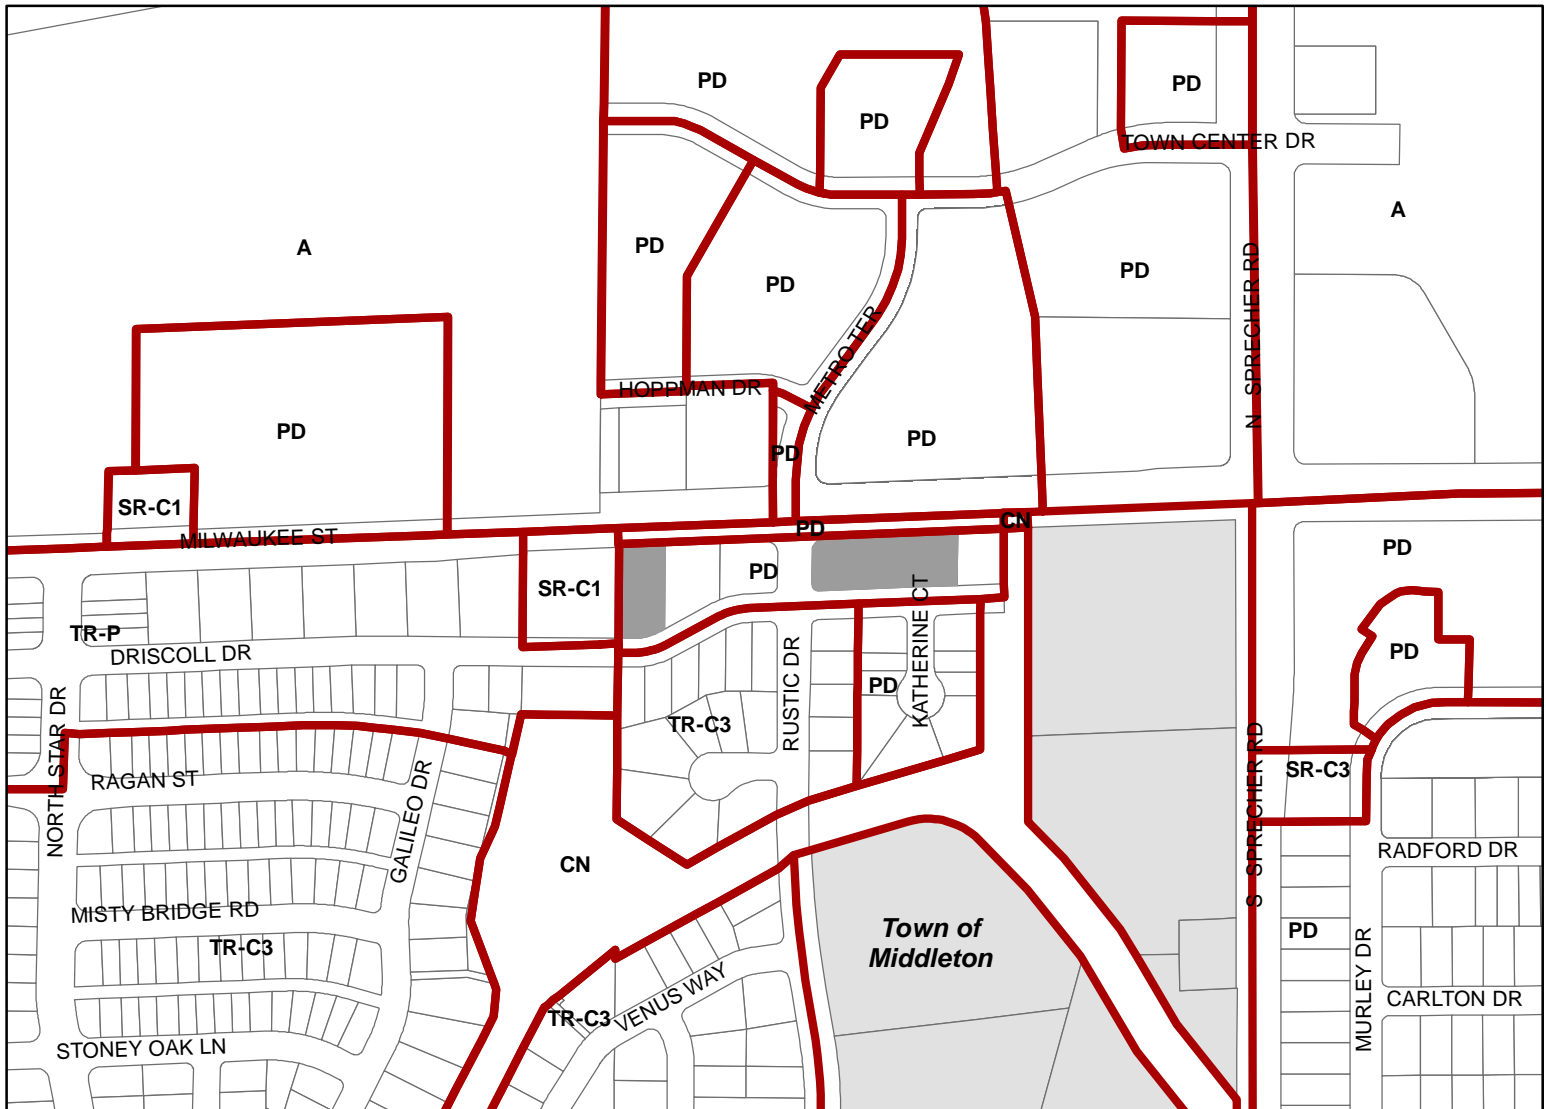 PD
PD
PD
TOWN CENTER DR
A
A
PD
PD
PD
N SPRECHER RD
METRO TER
HOPPMAN DR
PD
PD
PD
SR-C1
MILWAUKEE ST
PD
CN
PD
PD
SR-C1
KATHERINE CT
TR-P
DRISCOLL DR
RUSTIC DR
PD
PD
NORTH STAR DR
TR-C3
RAGAN ST
GALILEO DR
S SPRECHER RD
SR-C3
RADFORD DR
CN
MISTY BRIDGE RD
TR-C3
Town of
Middleton
PD
MURLEY DR
VENUS WAY
CARLTON DR
TR-C3
STONEY OAK LN